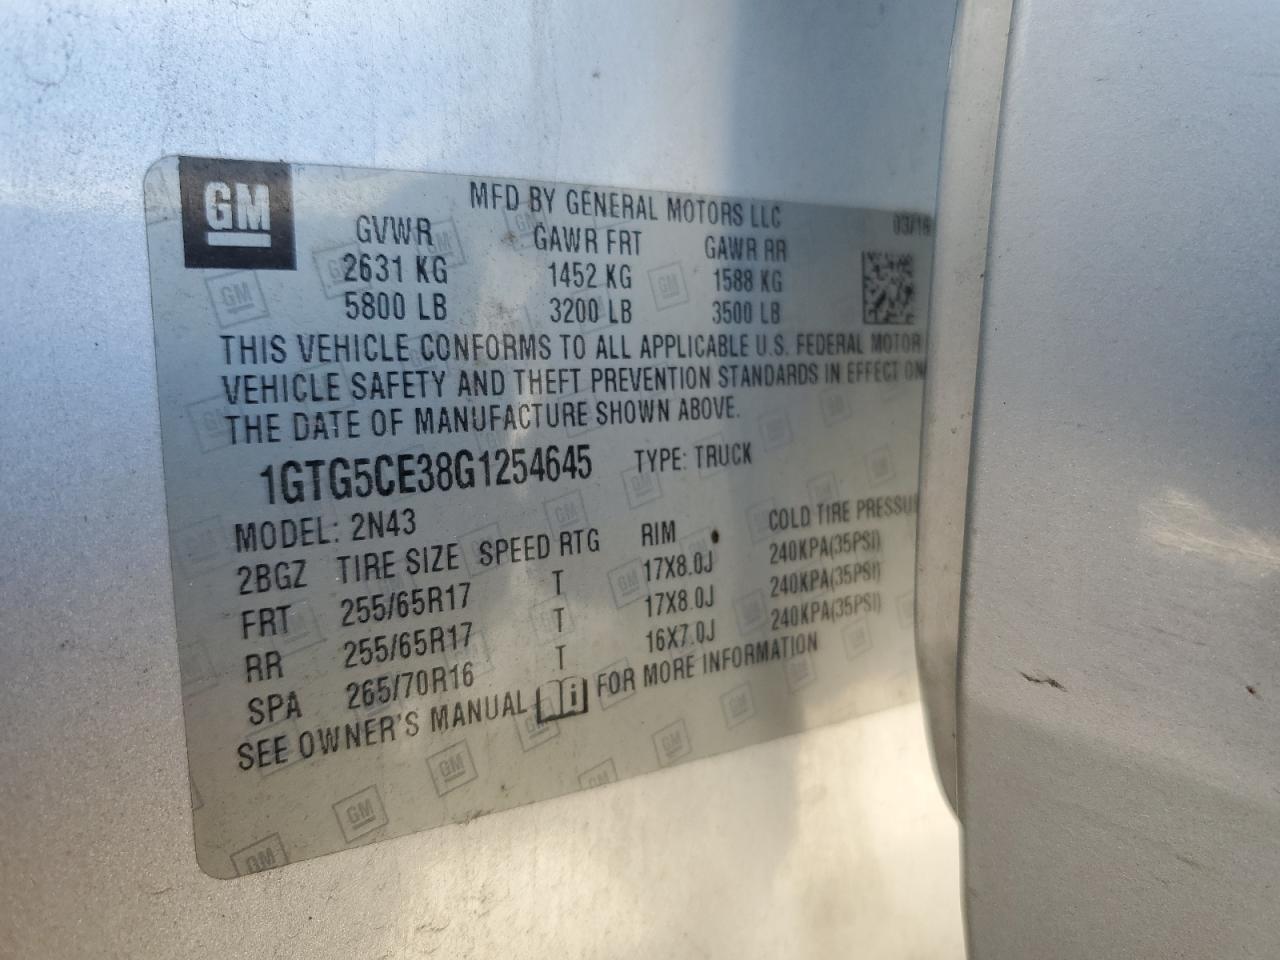 GM
MFD BY GENERAL MOTORS LLC 03/16
GVWR GAWR FRT GAWR RR
2631 KG 1452 KG 1588 KG
5800 LB 3200 LB 3500 LB
THIS VEHICLE CONFORMS TO ALL APPLICABLE U.S. FEDERAL MOTOR
VEHICLE SAFETY AND THEFT PREVENTION STANDARDS IN EFFECT ON
THE DATE OF MANUFACTURE SHOWN ABOVE.
1GTG5CE38G1254645 TYPE: TRUCK
MODEL: 2N43
2BGZ TIRE SIZE SPEED RTG RIM COLD TIRE PRESSU
FRT 255/65R17 T 17X8.0J 240KPA(35PSI)
RR 255/65R17 T 17X8.0J 240KPA(35PSI)
SPA 265/70R16 T 16X7.0J 240KPA(35PSI)
SEE OWNER'S MANUAL FOR MORE INFORMATION